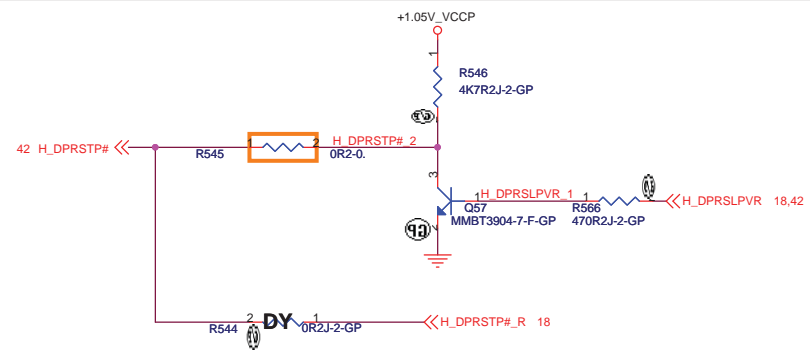 +1.05V_VCCP
1
R546
4K7R2J-2-GP
42 H_DPRSTP#
1
2
H_DPRSTP#_2
R545
0R2-0.
3
1
H_DPRSLPVR_1
1
H_DPRSLPVR 18,42
Q57
R566
MMBT3904-7-F-GP
470R2J-2-GP
GP
2
2
DY
1
H_DPRSTP#_R 18
R544
0R2J-2-GP